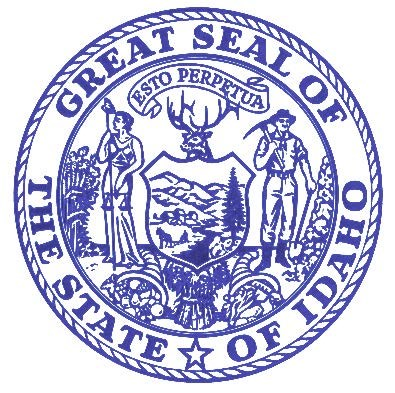 GREAT SEAL OF
THE STATE ☆ OF IDAHO
ESTO PERPETUA